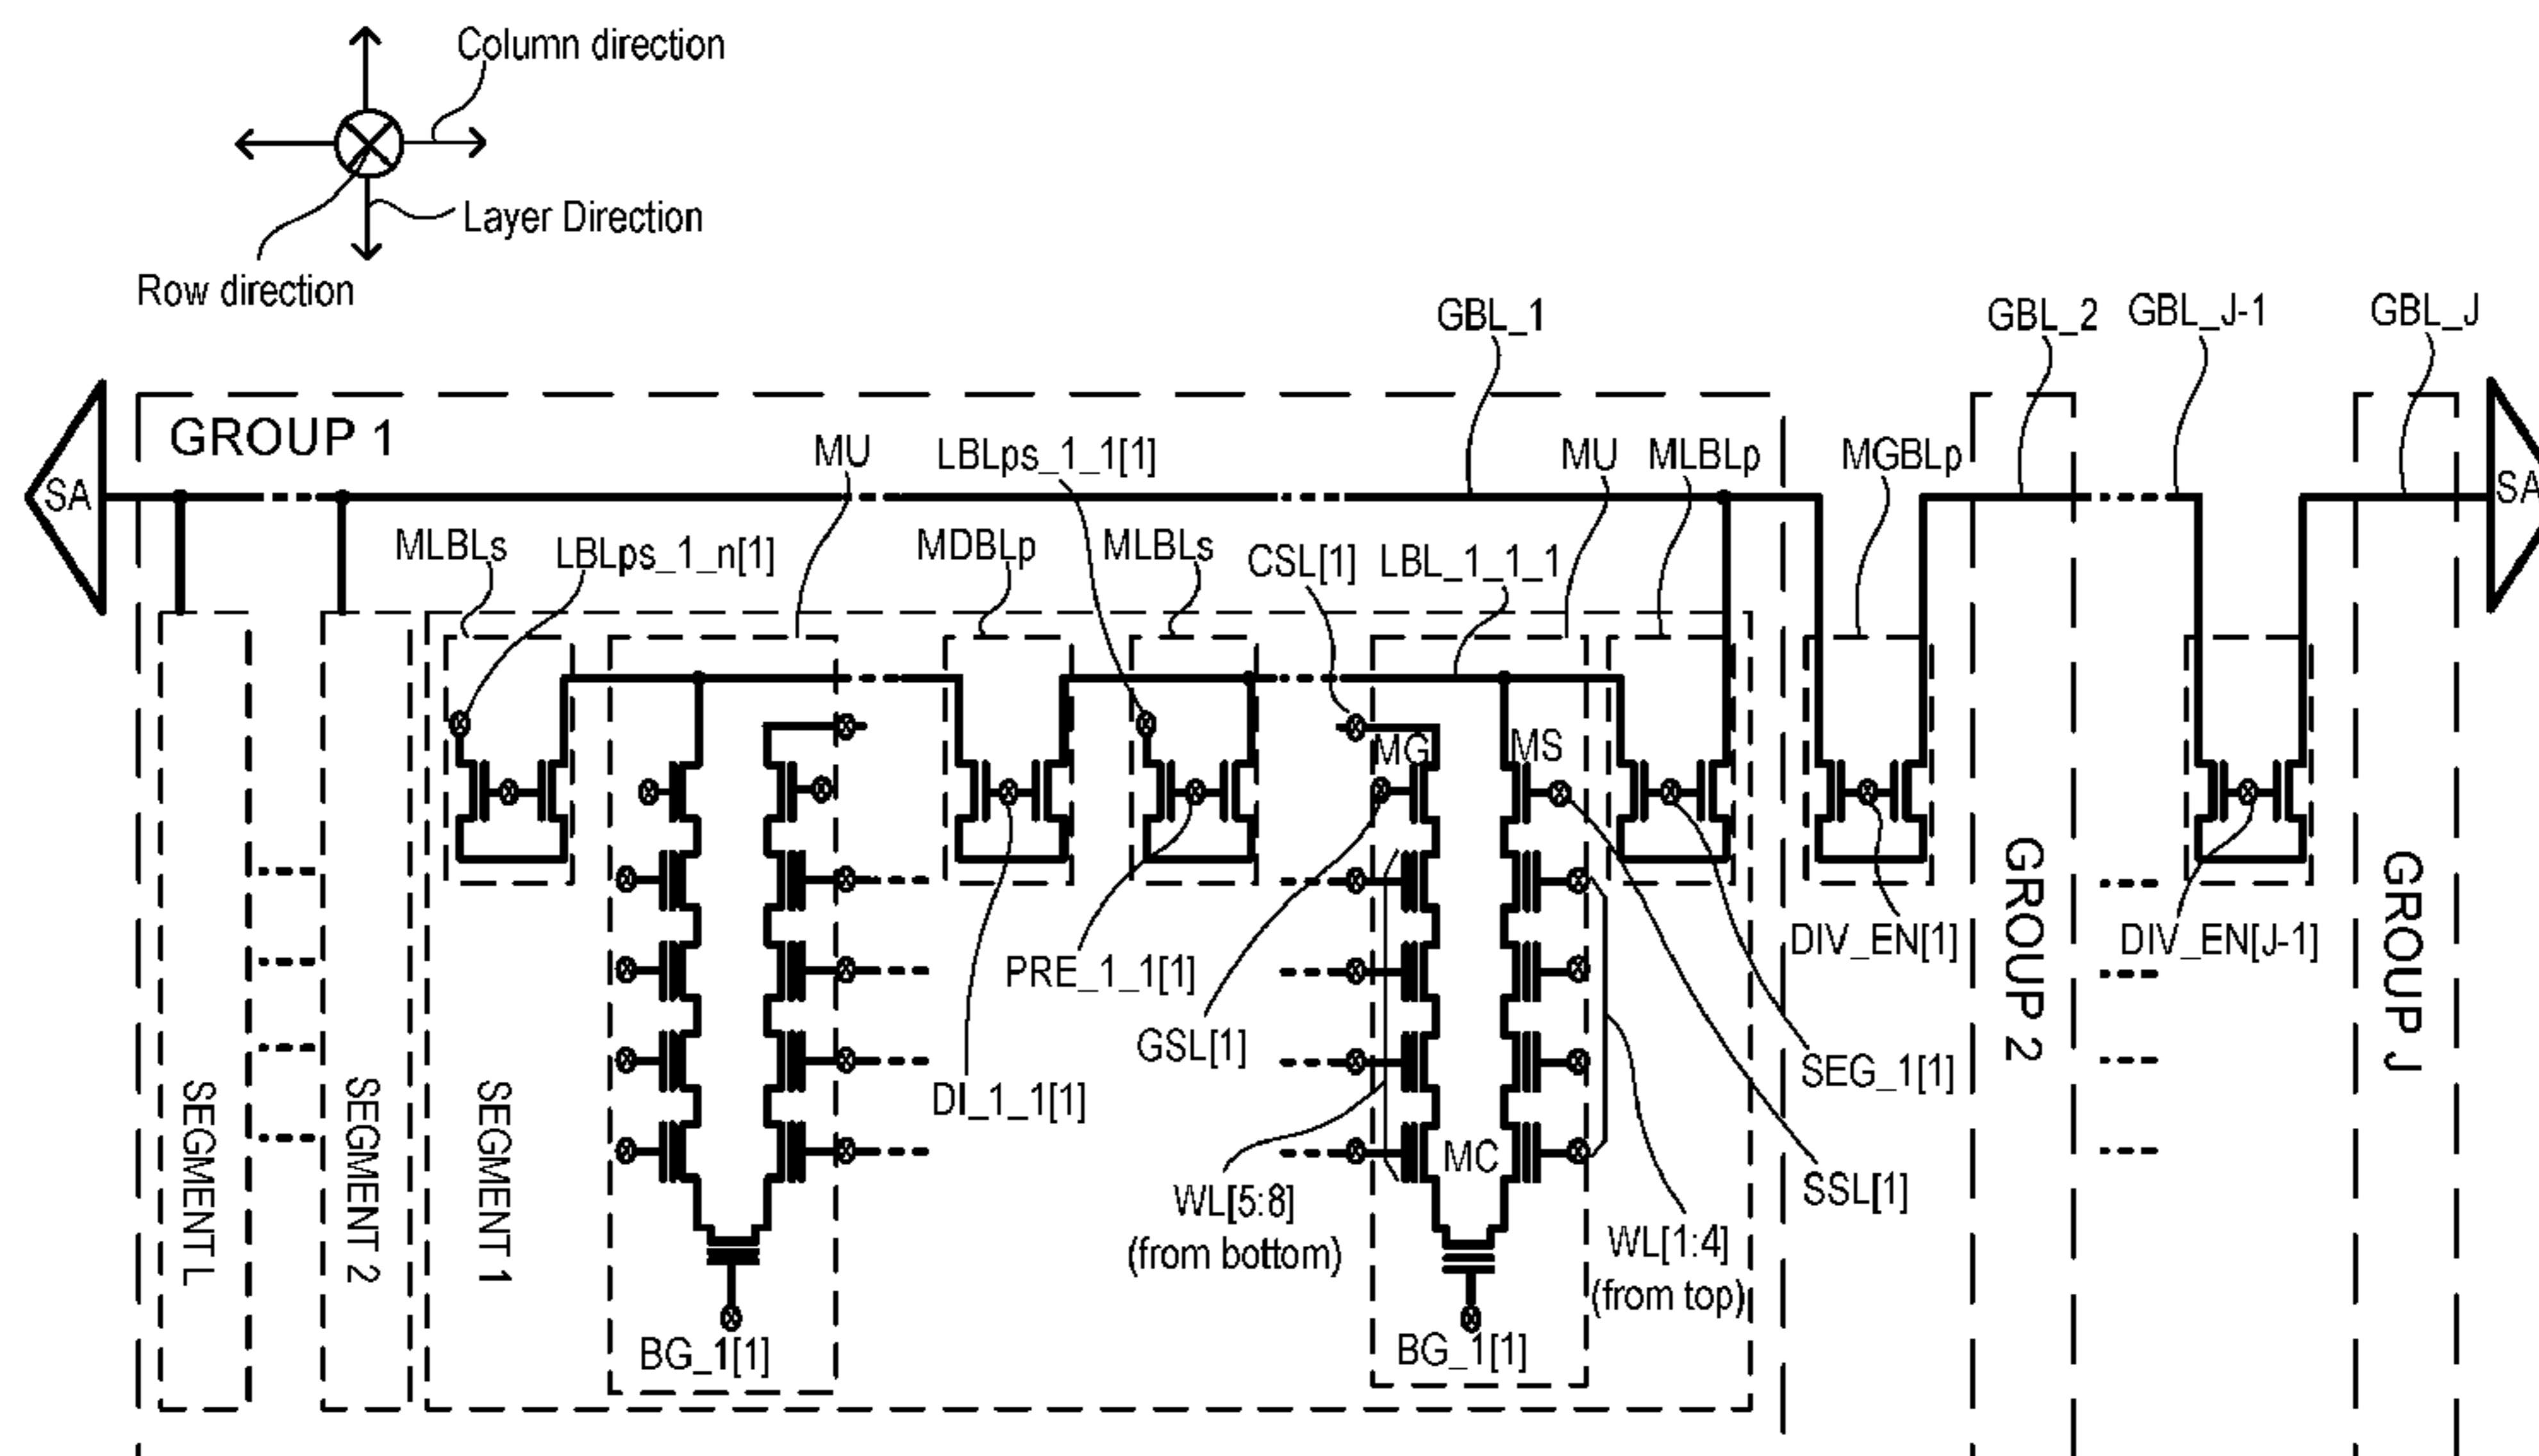 Column direction
Layer Direction
Row direction
GBL_1
GBL_2
GBL_J-1
GBL_J
GROUP 1
MU
LBLps_1_1[1]
MU
MLBLp
MGBLp
SA
SA
MLBLs
LBLps_1_n[1]
MDBLp
MLBLs
CSL[1]
LBL_1_1_1
MG
MS
DIV_EN[1]
DIV_EN[J-1]
PRE_1_1[1]
GSL[1]
DI_1_1[1]
SEG_1[1]
SSL[1]
MC
WL[5:8]
(from bottom)
WL[1:4]
(from top)
BG_1[1]
BG_1[1]
SEGMENT L
SEGMENT 2
SEGMENT 1
GROUP 2
GROUP J